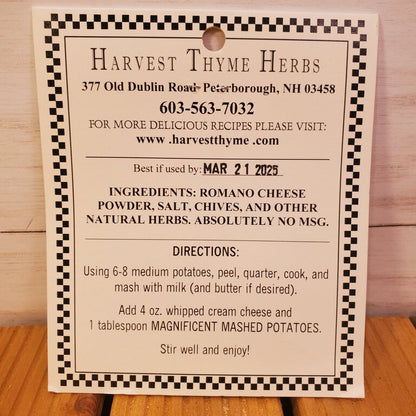 HARVEST THYME HERBS
377 Old Dublin Road- Peterborough, NH 03458
603-563-7032
FOR MORE DELICIOUS RECIPES PLEASE VISIT:
www .harvestthyme .com
Best if used by: MAR 21 2025
INGREDIENTS: ROMANO CHEESE
POWDER, SALT, CHIVES, AND OTHER
NATURAL HERBS. ABSOLUTELY NO MSG.
DIRECTIONS:
Using 6-8 medium potatoes, peel, quarter, cook, and
mash with milk (and butter if desired).
Add 4 oz. whipped cream cheese and
1 tablespoon MAGNIFICENT MASHED POTATOES.
Stir well and enjoy!